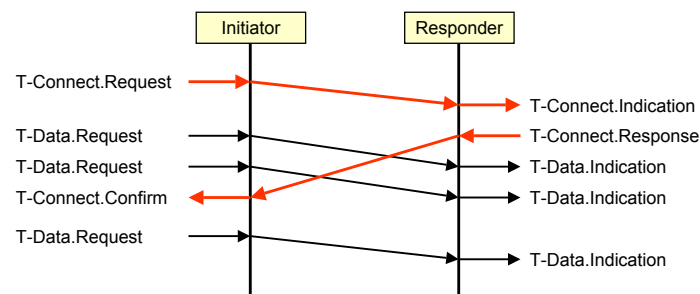 Initiator
Responder
T-Connect.Request
T-Connect.Indication
T-Data.Request
T-Connect.Response
T-Data.Request
T-Data.Indication
T-Connect.Confirm
T-Data.Indication
T-Data.Request
T-Data.Indication